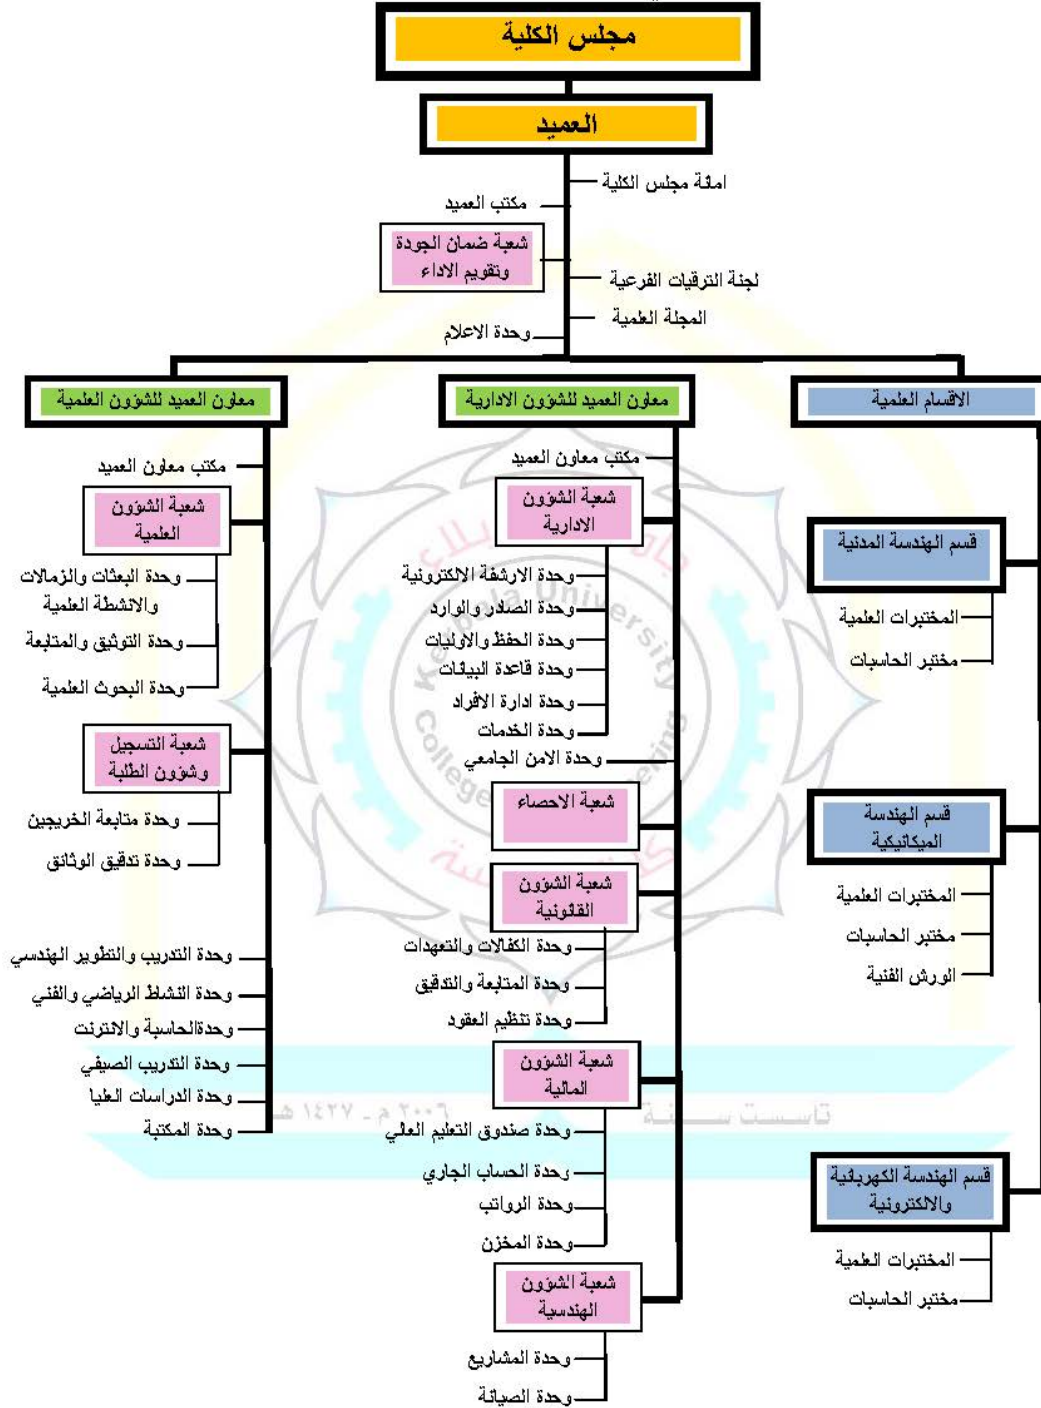 مجلس الكلية
العميد
امانة مجلس الكلية
مكتب العميد
شعبة ضمان الجودة
وتقويم الاداء
لجنة الترقيات الفرعية
المجلة العلمية
وحدة الاعلام
الاقسام العلمية
قسم الهندسة المدنية
المختبرات العلمية
مختبر الحاسبات
قسم الهندسة
الميكانيكية
المختبرات العلمية
مختبر الحاسبات
الورش الفنية
قسم الهندسة الكهربائية
والالكترونية
المختبرات العلمية
مختبر الحاسبات
معاون العميد للشؤون الادارية
مكتب معاون العميد
شعبة الشؤون
الادارية
وحدة الارشفة الالكترونية
وحدة الصادر والوارد
وحدة الحفظ والاوليات
وحدة قاعدة البيانات
وحدة ادارة الافراد
وحدة الخدمات
وحدة الامن الجامعي
شعبة الاحصاء
شعبة الشؤون
القانونية
وحدة الكفالات والتعهدات
وحدة المتابعة والتدقيق
وحدة تنظيم العقود
شعبة الشؤون
المالية
وحدة صندوق التعليم العالي
وحدة الحساب الجاري
وحدة الرواتب
وحدة المخزن
شعبة الشؤون
الهندسية
وحدة المشاريع
وحدة الصيانة
معاون العميد للشؤون العلمية
مكتب معاون العميد
شعبة الشؤون
العلمية
وحدة البعثات والزمالات
والانشطة العلمية
وحدة التوثيق والمتابعة
وحدة البحوث العلمية
شعبة التسجيل
وشؤون الطلبة
وحدة متابعة الخريجين
وحدة تدقيق الوثائق
وحدة التدريب والتطوير الهندسي
وحدة النشاط الرياضي والفني
وحدةالحاسبة والانترنت
وحدة التدريب الصيفي
وحدة الدراسات العليا
وحدة المكتبة
University
College
تاسست ســـنة
٢٠٠٦ م - ١٤٢٧ هـ